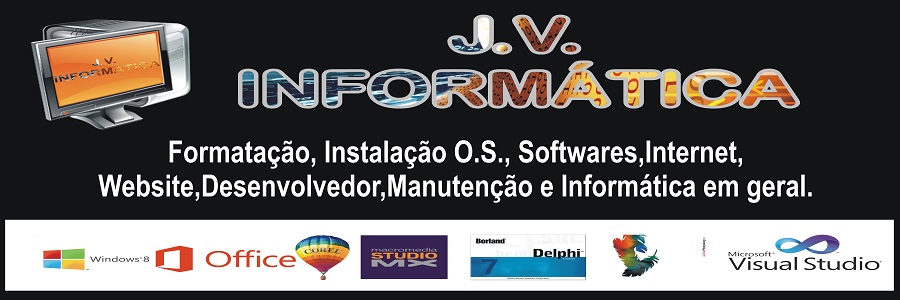 J. V.
INFORMÁTICA
J. V.
INFORMÁTICA
Formatação, Instalação O.S., Softwares,Internet,
Website,Desenvolvedor,Manutenção e Informática em geral.
Windows 8
Office
COREL
macromedia
STUDIO
MX
Borland
Delphi
7
Microsoft
Visual Studio